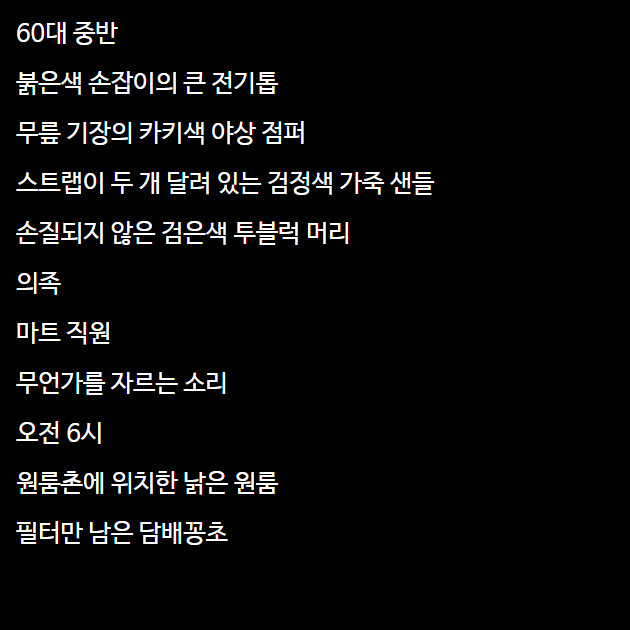 60대 중반
붉은색 손잡이의 큰 전기톱
무릎 기장의 카키색 야상 점퍼
스트랩이 두 개 달려 있는 검정색 가죽 샌들
손질되지 않은 검은색 투블럭 머리
의족
마트 직원
무언가를 자르는 소리
오전 6시
원룸촌에 위치한 낡은 원룸
필터만 남은 담배꽁초